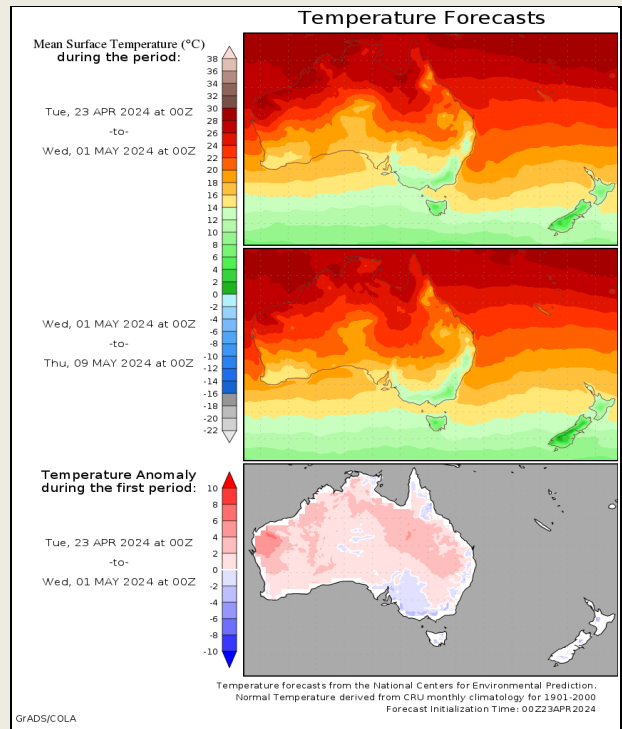 Temperature Forecasts
Mean Surface Temperature (°C)
during the period:
38
36
34
32
30
28
26
24
22
20
18
16
14
12
10
8
6
4
2
0
-2
-4
-6
-8
-10
-12
-14
-16
-18
-20
-22
Tue, 23 APR 2024 at 00Z
-to-
Wed, 01 MAY 2024 at 00Z
Wed, 01 MAY 2024 at 00Z
-to-
Thu, 09 MAY 2024 at 00Z
Temperature Anomaly
during the first period:
10
8
6
4
2
0
-2
-4
-6
-8
-10
Tue, 23 APR 2024 at 00Z
-to-
Wed, 01 MAY 2024 at 00Z
Temperature forecasts from the National Centers for Environmental Prediction.
Normal Temperature derived from CRU monthly climatology for 1901-2000
Forecast Initialization Time: 00Z23APR2024
GrADS/COLA